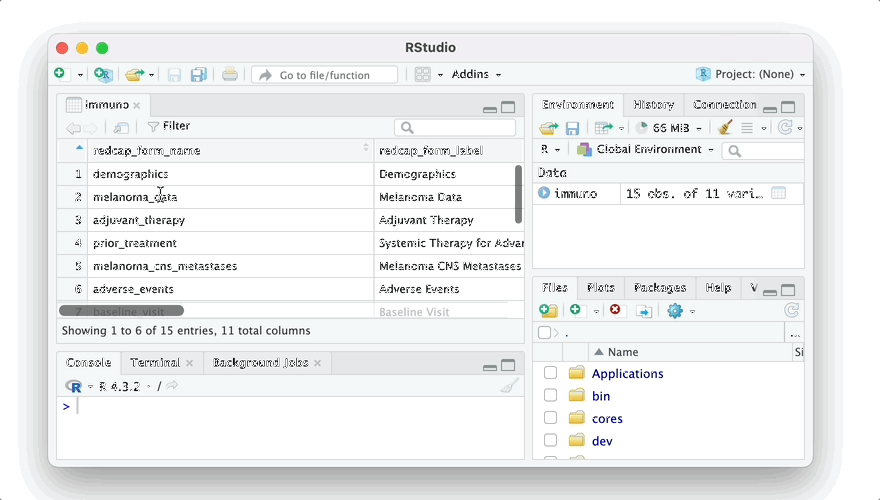 RStudio
Go to file/function
Addins
Project: (None)
immuno
Filter
redcap_form_name redcap_form_label
1 demographics Demographics
2 melanoma_data Melanoma Data
3 adjuvant_therapy Adjuvant Therapy
4 prior_treatment Systemic Therapy for Advan
5 melanoma_cns_metastases Melanoma CNS Metastases
6 adverse_events Adverse Events
7 baseline_visit Baseline Visit
Showing 1 to 6 of 15 entries, 11 total columns
Console Terminal Background Jobs
R 4.3.2 · /
>
Environment History Connection
66 MiB
R Global Environment
Data
immuno 15 obs. of 11 vari…
Files Plots Packages Help V
. ...
Name Si
Applications
bin
cores
dev